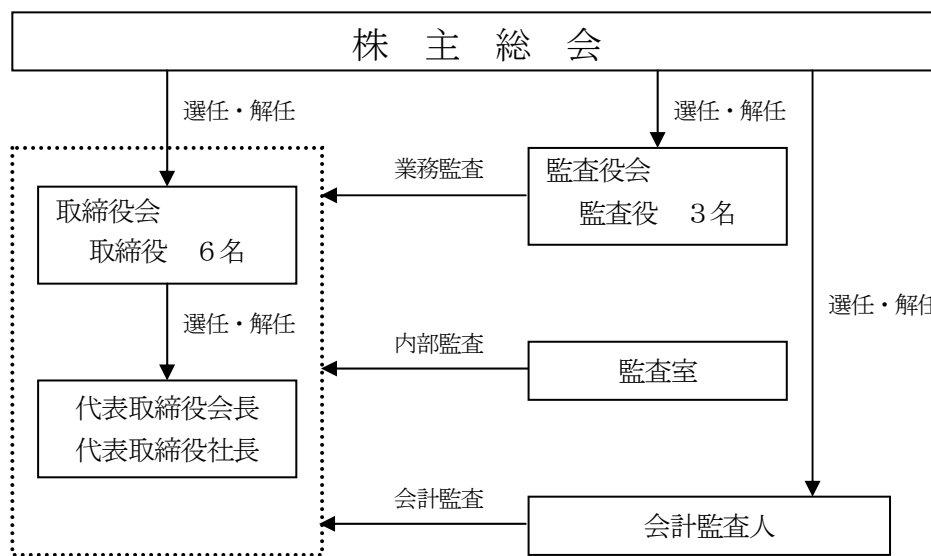 株 主 総 会
選任・解任
選任・解任
業務監査
監査役会
監査役 3名
取締役会
取締役 6名
選任・解任
選任・解任
内部監査
監査室
代表取締役会長
代表取締役社長
会計監査
会計監査人